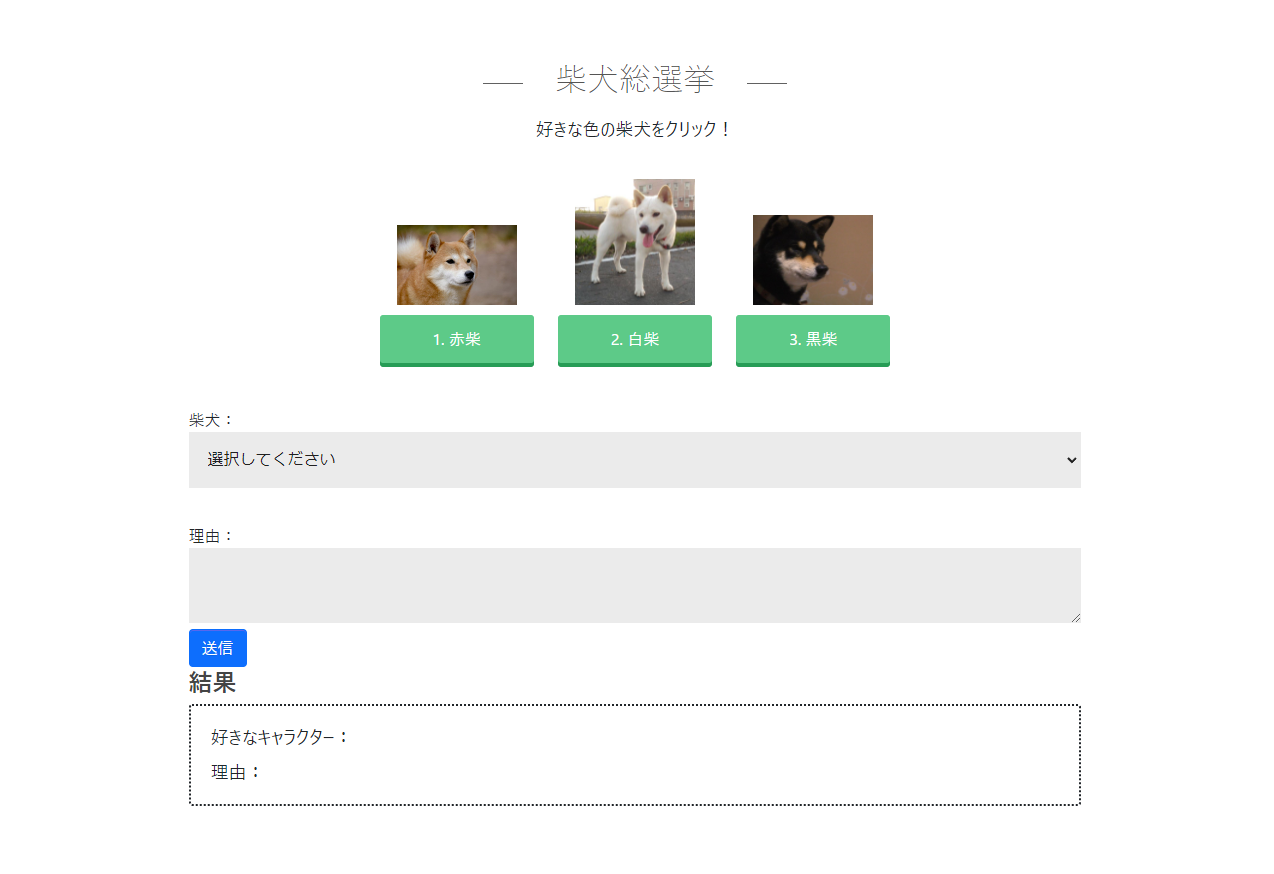 柴犬総選挙
好きな色の柴犬をクリック！
1. 赤柴
2. 白柴
3. 黒柴
柴犬：
選択してください
理由：
送信
結果
好きなキャラクター：
理由：